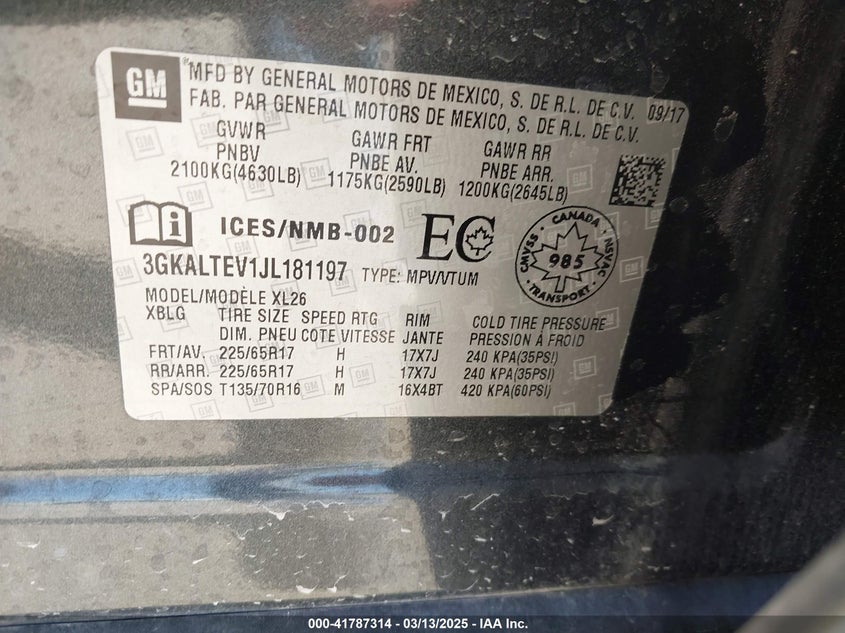 GM
MFD BY GENERAL MOTORS DE MEXICO, S. DE R.L. DE C.V. 09/17
FAB. PAR GENERAL MOTORS DE MEXICO, S. DE R.L. DE C.V.
GVWR GAWR FRT GAWR RR
PNBV PNBE AV. PNBE ARR.
2100KG(4630LB) 1175KG(2590LB) 1200KG(2645LB)
ICES/NMB-002 EC
CANADA CMVSS NSVAC 985 TRANSPORT
3GKALTEV1JL181197 TYPE: MPV/VTUM
MODEL/MODÈLE XL26
XBLG TIRE SIZE SPEED RTG RIM COLD TIRE PRESSURE
DIM. PNEU COTE VITESSE JANTE PRESSION À FROID
FRT/AV. 225/65R17 H 17X7J 240 KPA(35PSI)
RR/ARR. 225/65R17 H 17X7J 240 KPA(35PSI)
SPA/SOS T135/70R16 M 16X4BT 420 KPA(60PSI)
000-41787314 / 03/13/2025 - IAA Inc.